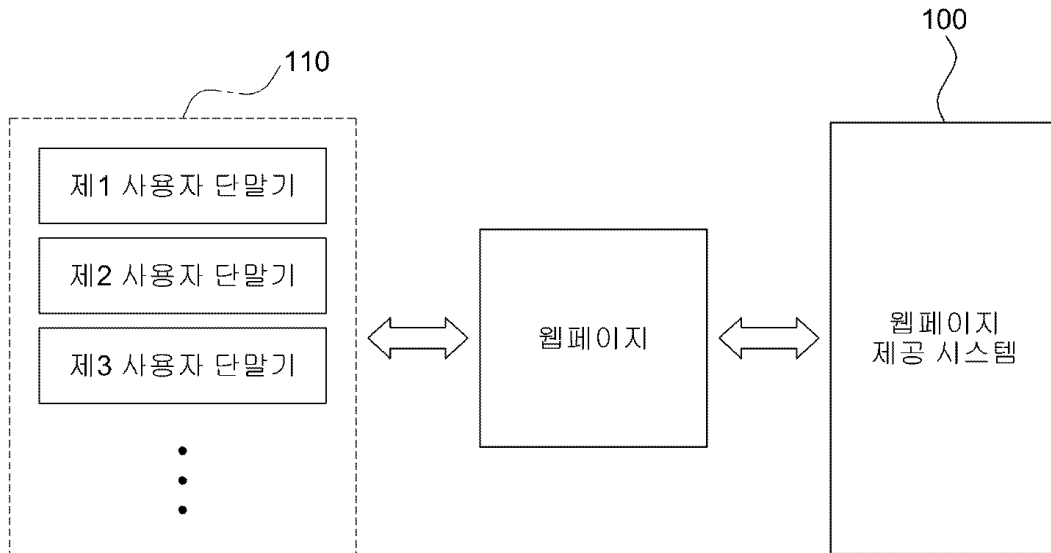 110
100
제1 사용자 단말기
제2 사용자 단말기
제3 사용자 단말기
웹페이지
웹페이지
제공 시스템